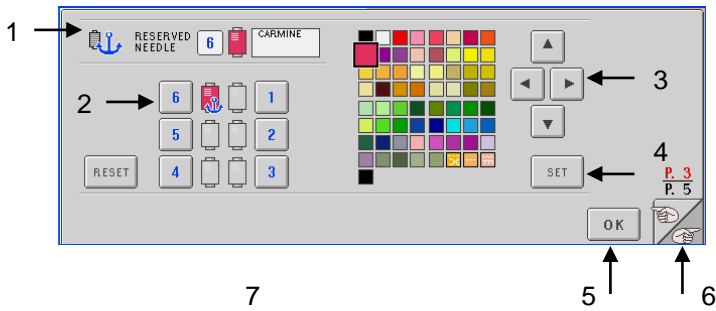 1
RESERVED
NEEDLE
6
CARMINE
2
6
1
5
2
4
3
RESET
3
4
SET
P. 3
P. 5
OK
5
6
7